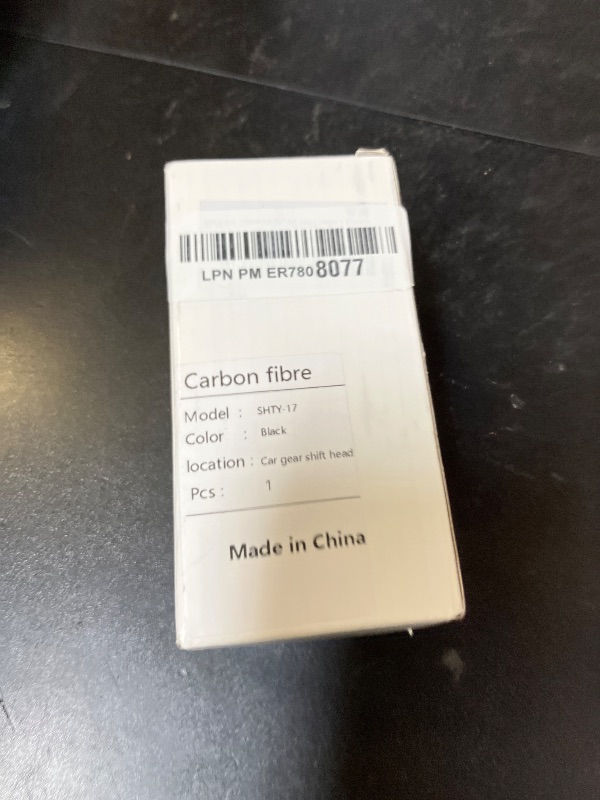 LPN PM ER7808077
Carbon fibre
Model : SHTY-17
Color : Black
location : Car gear shift head
Pcs : 1
Made in China